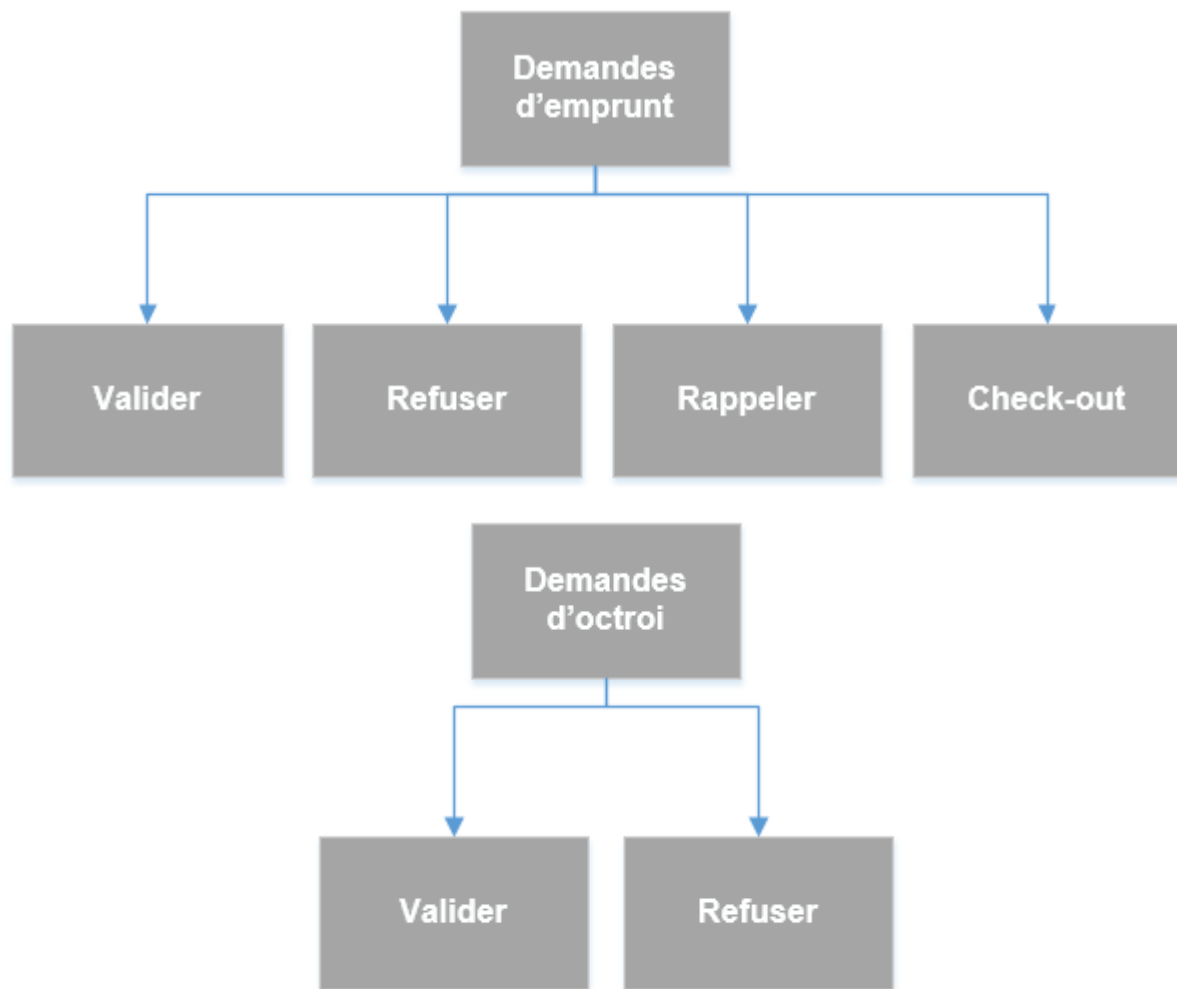 Demandes
d’emprunt
Valider
Refuser
Rappeler
Check-out
Demandes
d’octroi
Valider
Refuser